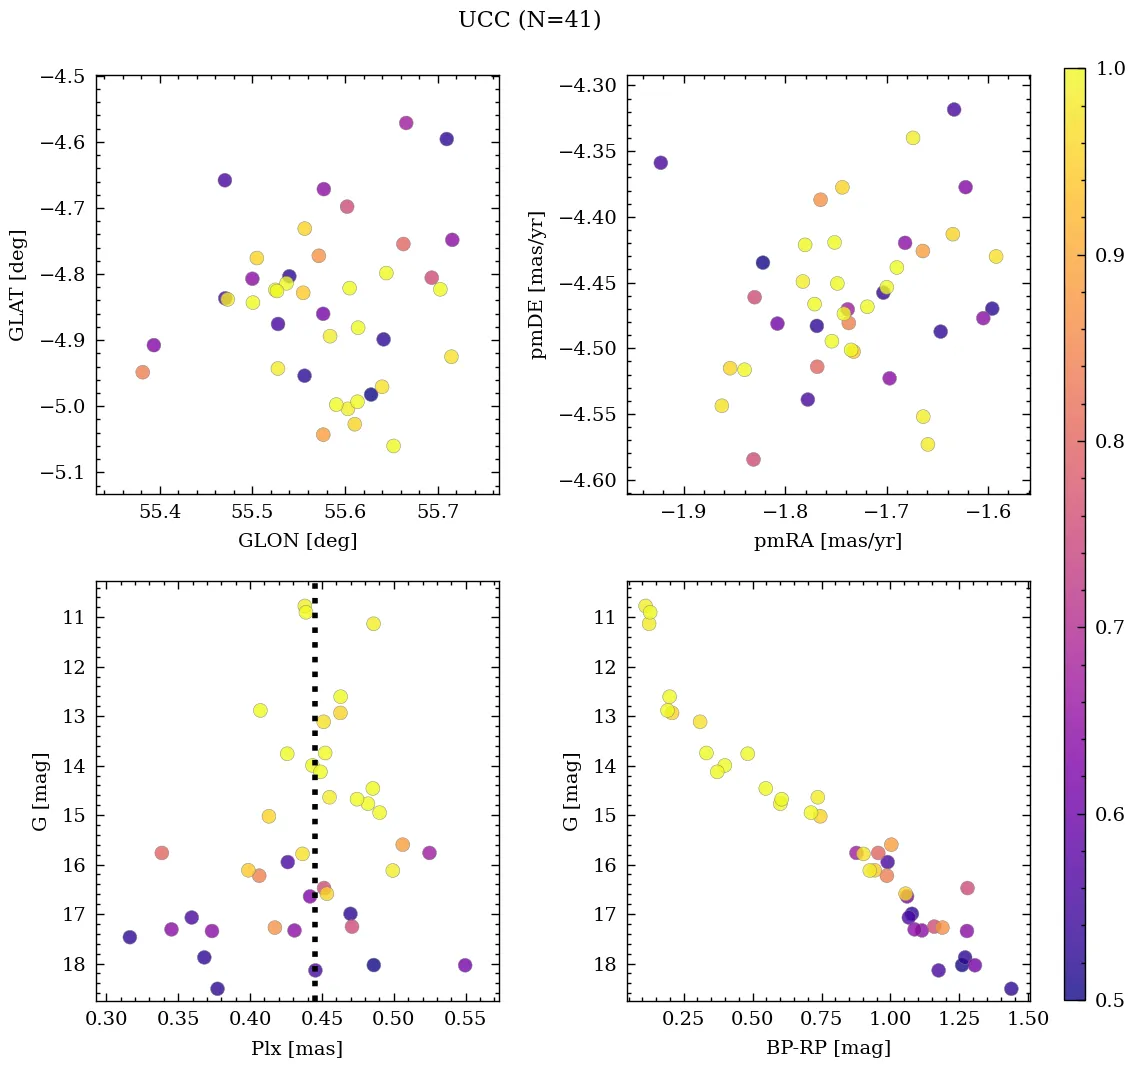 UCC (N=41)
−4.5
−4.6
−4.7
−4.8
−4.9
−5.0
−5.1
GLAT [deg]
55.4 55.5 55.6 55.7
GLON [deg]
−4.30
−4.35
−4.40
−4.45
−4.50
−4.55
−4.60
pmDE [mas/yr]
−1.9 −1.8 −1.7 −1.6
pmRA [mas/yr]
11
12
13
14
15
16
17
18
G [mag]
0.30 0.35 0.40 0.45 0.50 0.55
Plx [mas]
11
12
13
14
15
16
17
18
G [mag]
0.25 0.50 0.75 1.00 1.25 1.50
BP-RP [mag]
1.0
0.9
0.8
0.7
0.6
0.5